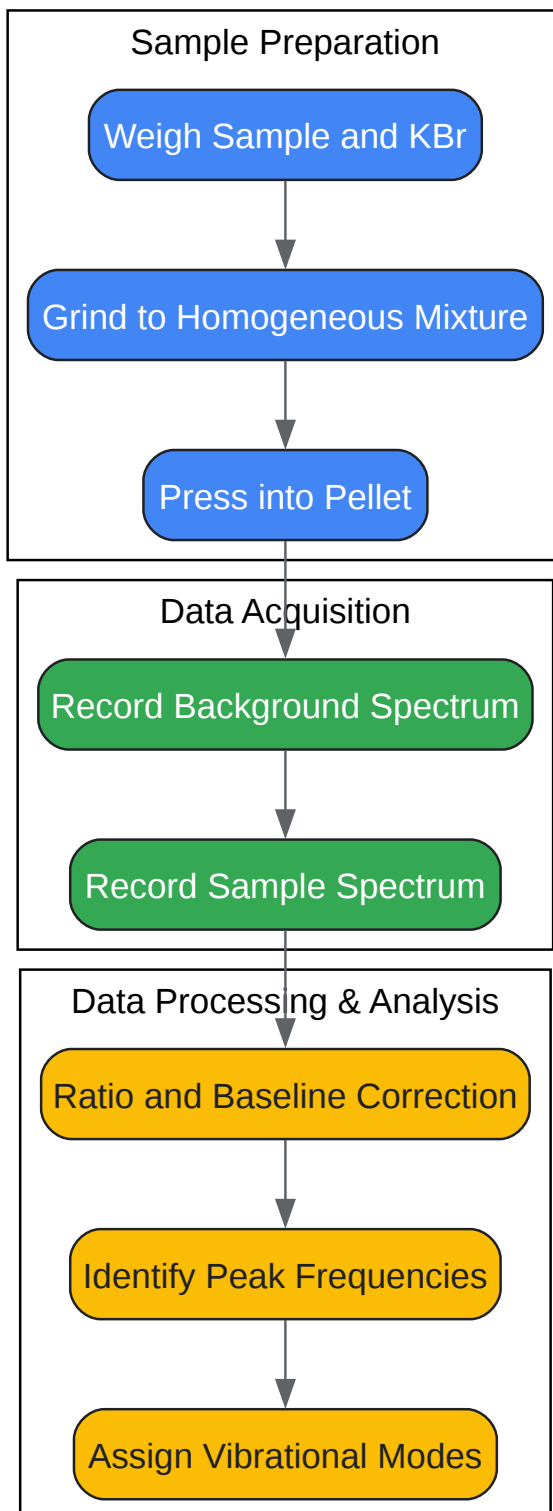 Sample Preparation
Weigh Sample and KBr
Grind to Homogeneous Mixture
Press into Pellet
Data Acquisition
Record Background Spectrum
Record Sample Spectrum
Data Processing & Analysis
Ratio and Baseline Correction
Identify Peak Frequencies
Assign Vibrational Modes